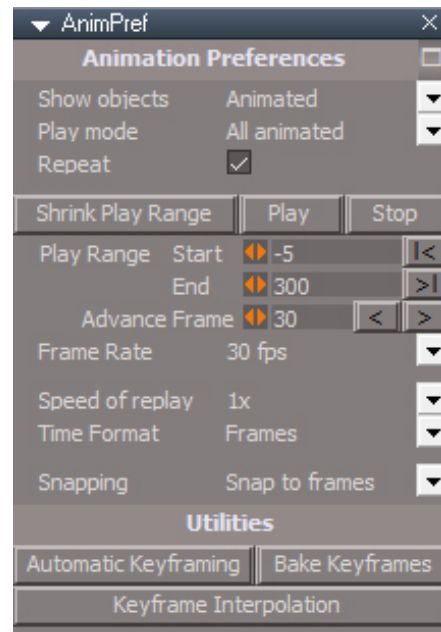 AnimPref
Animation Preferences
Show objects Animated
Play mode All animated
Repeat
Shrink Play Range Play Stop
Play Range Start -5 I<
End 300 >I
Advance Frame 30 < >
Frame Rate 30 fps
Speed of replay 1x
Time Format Frames
Snapping Snap to frames
Utilities
Automatic Keyframing Bake Keyframes
Keyframe Interpolation